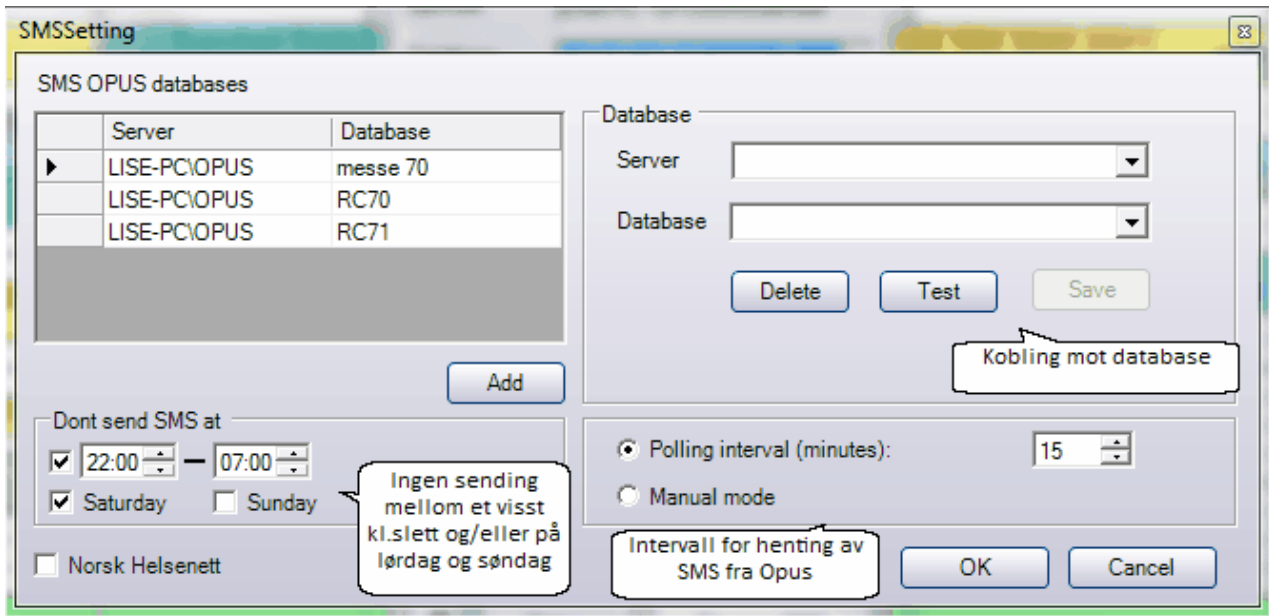 SMSSetting
SMS OPUS databases
Server Database
LISE-PC\OPUS messe 70
LISE-PC\OPUS RC70
LISE-PC\OPUS RC71
Add
Database
Server
Database
Delete Test Save
Kobling mot database
Dont send SMS at
22:00 – 07:00
Saturday Sunday
Ingen sending
mellom et visst
kl.slett og/eller på
lørdag og søndag
Norsk Helsenett
Polling interval (minutes): 15
Manual mode
Intervall for henting av
SMS fra Opus
OK Cancel